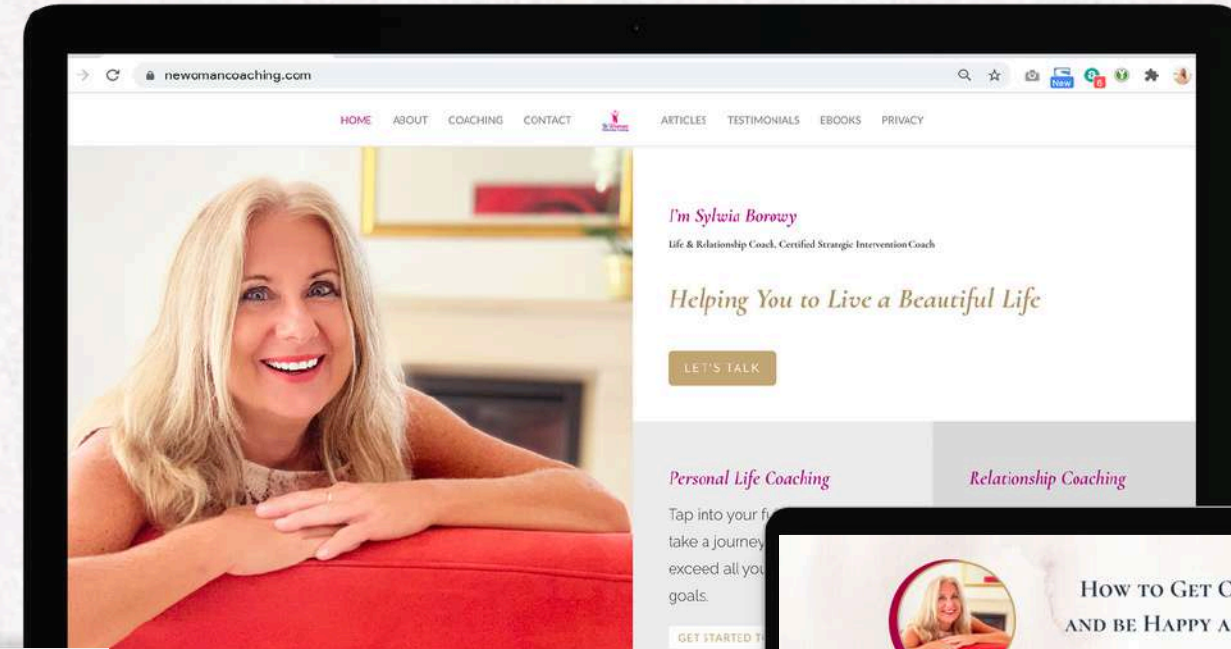 newomancoaching.com
New
6
HOME ABOUT COACHING CONTACT ARTICLES TESTIMONIALS EBOOKS PRIVACY
I'm Sylwia Borowy
Life & Relationship Coach, Certified Strategic Intervention Coach
Helping You to Live a Beautiful Life
LET'S TALK
Personal Life Coaching
Tap into your
take a journey
exceed all you
goals.
GET STARTED
Relationship Coaching
HOW TO GET
AND BE HAPPY